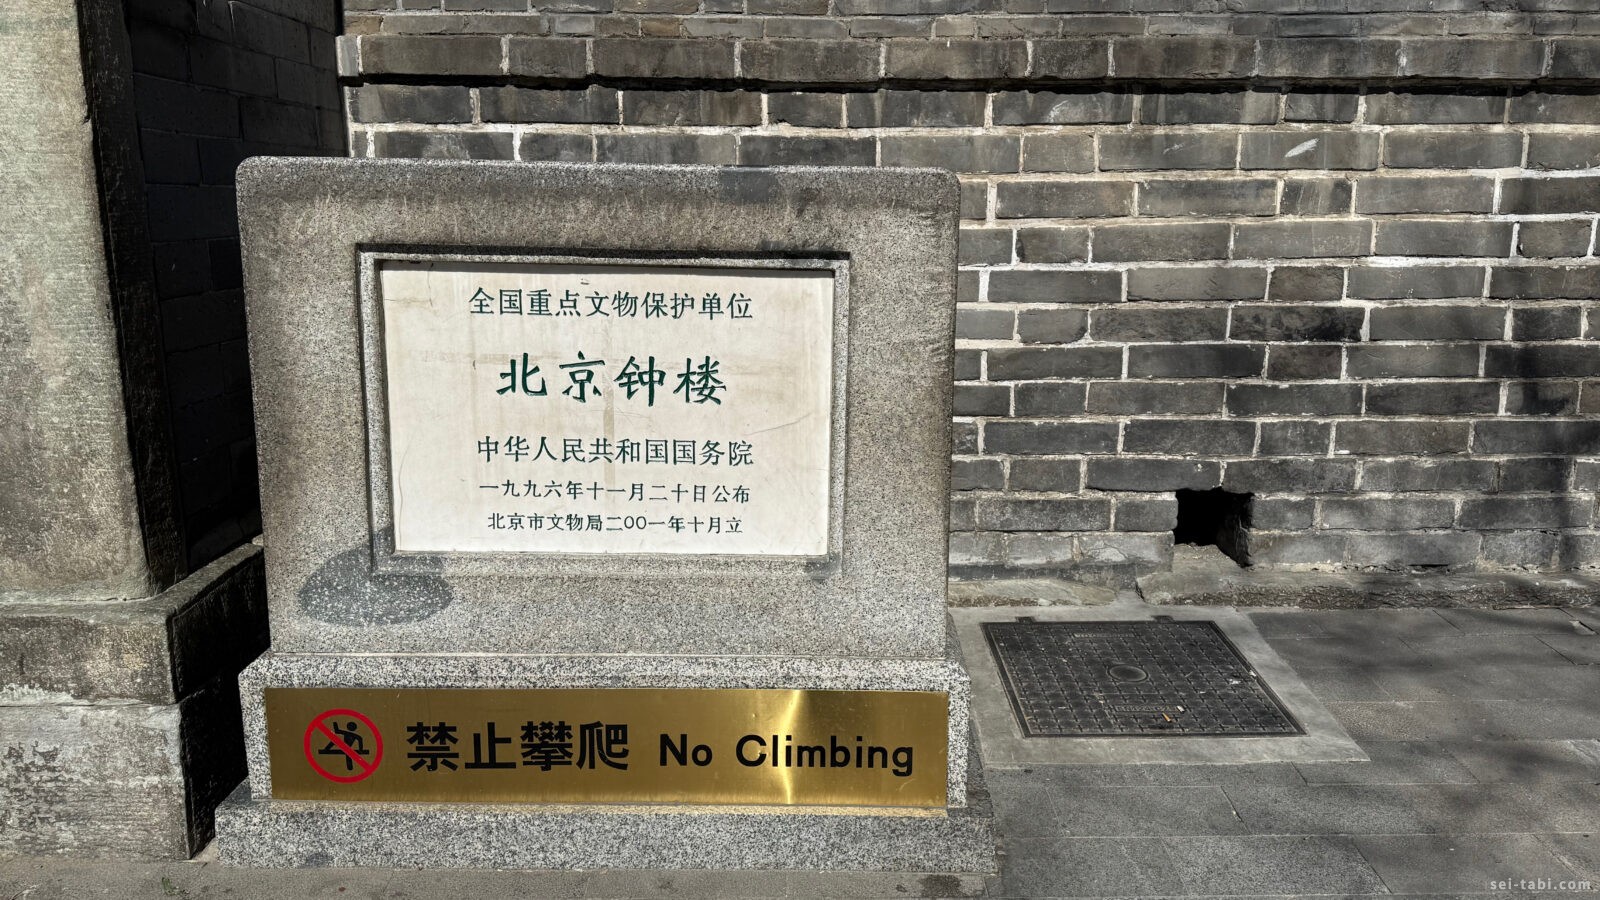 全国重点文物保护单位
北京钟楼
中华人民共和国国务院
一九九六年十一月二十日公布
北京市文物局二〇〇一年十月立
禁止攀爬 No Climbing
sei-tabi.com